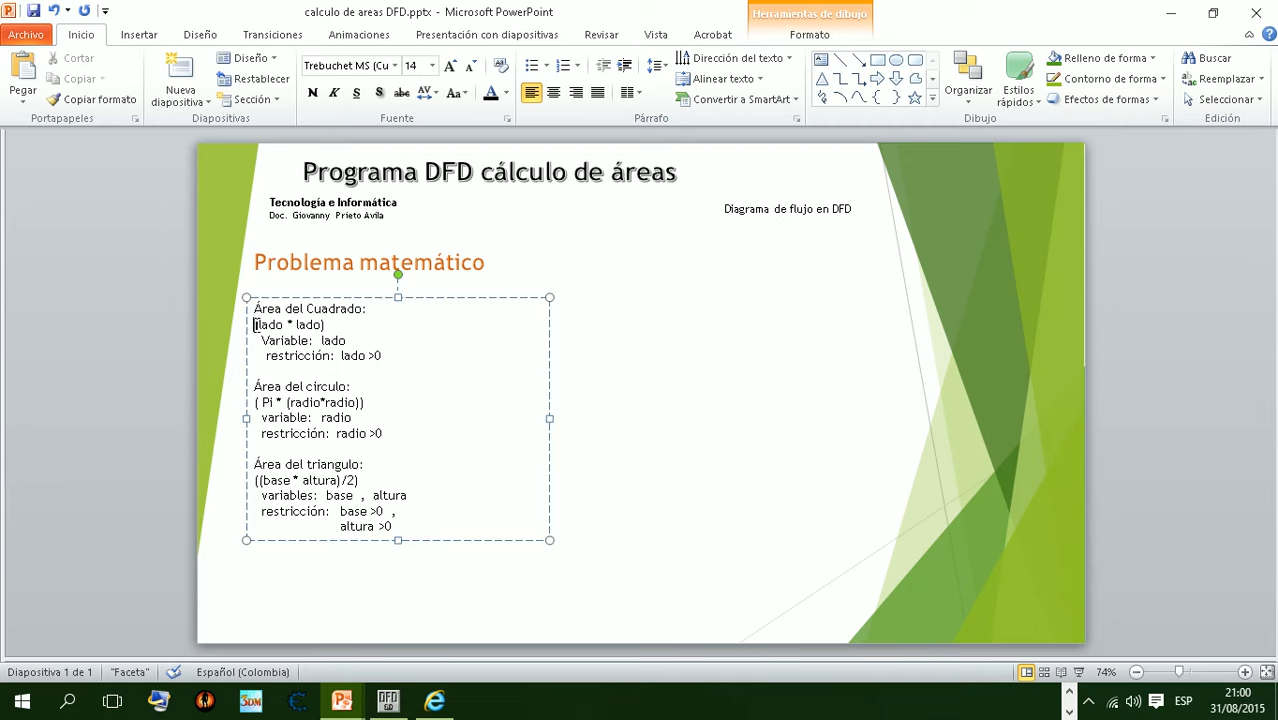 calculo de areas DFD.pptx - Microsoft PowerPoint
Herramientas de dibujo
Archivo Inicio Insertar Diseño Transiciones Animaciones Presentación con diapositivas Revisar Vista Acrobat Formato
Pegar
Cortar
Copiar
Copiar formato
Portapapeles
Nueva diapositiva
Diseño
Restablecer
Sección
Diapositivas
Trebuchet MS (Cu 14
N K S S abc AV Aa A
Fuente
Dirección del texto
Alinear texto
Convertir a SmartArt
Párrafo
Organizar
Estilos rápidos
Relleno de forma
Contorno de forma
Efectos de formas
Dibujo
Buscar
Reemplazar
Seleccionar
Edición
Programa DFD cálculo de áreas
Tecnología e Informática
Doc. Giovanny Prieto Avila
Diagrama de flujo en DFD
Problema matemático
Área del Cuadrado:
(lado * lado)
Variable: lado
restricción: lado >0
Área del circulo:
( Pi * (radio*radio))
variable: radio
restricción: radio >0
Área del triangulo:
((base * altura)/2)
variables: base , altura
restricción: base >0 ,
altura >0
Diapositiva 1 de 1 "Faceta" Español (Colombia) 74%
3DM DFD ESP 21:00
31/08/2015